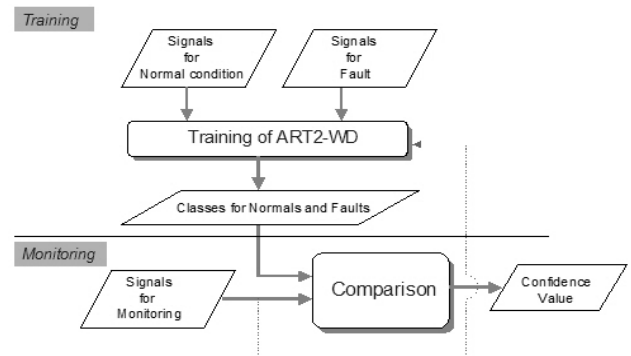 Training
Signals
for
Normal condition
Signals
for
Fault
Training of ART2-WD
Classes for Normals and Faults
Monitoring
Signals
for
Monitoring
Comparison
Confidence
Value